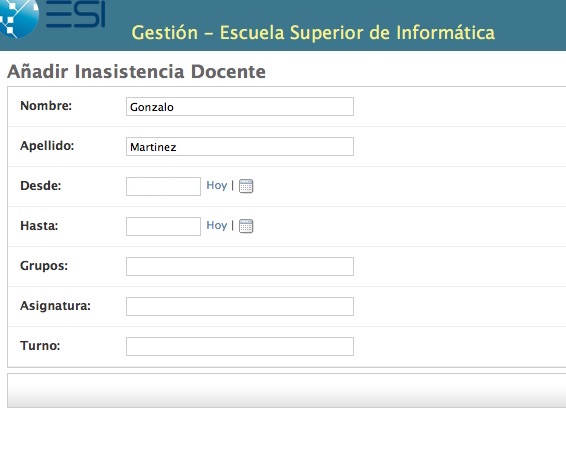 ESI
Gestión - Escuela Superior de Informática
Añadir Inasistencia Docente
Nombre: Gonzalo
Apellido: Martinez
Desde: Hoy |
Hasta: Hoy |
Grupos:
Asignatura:
Turno: